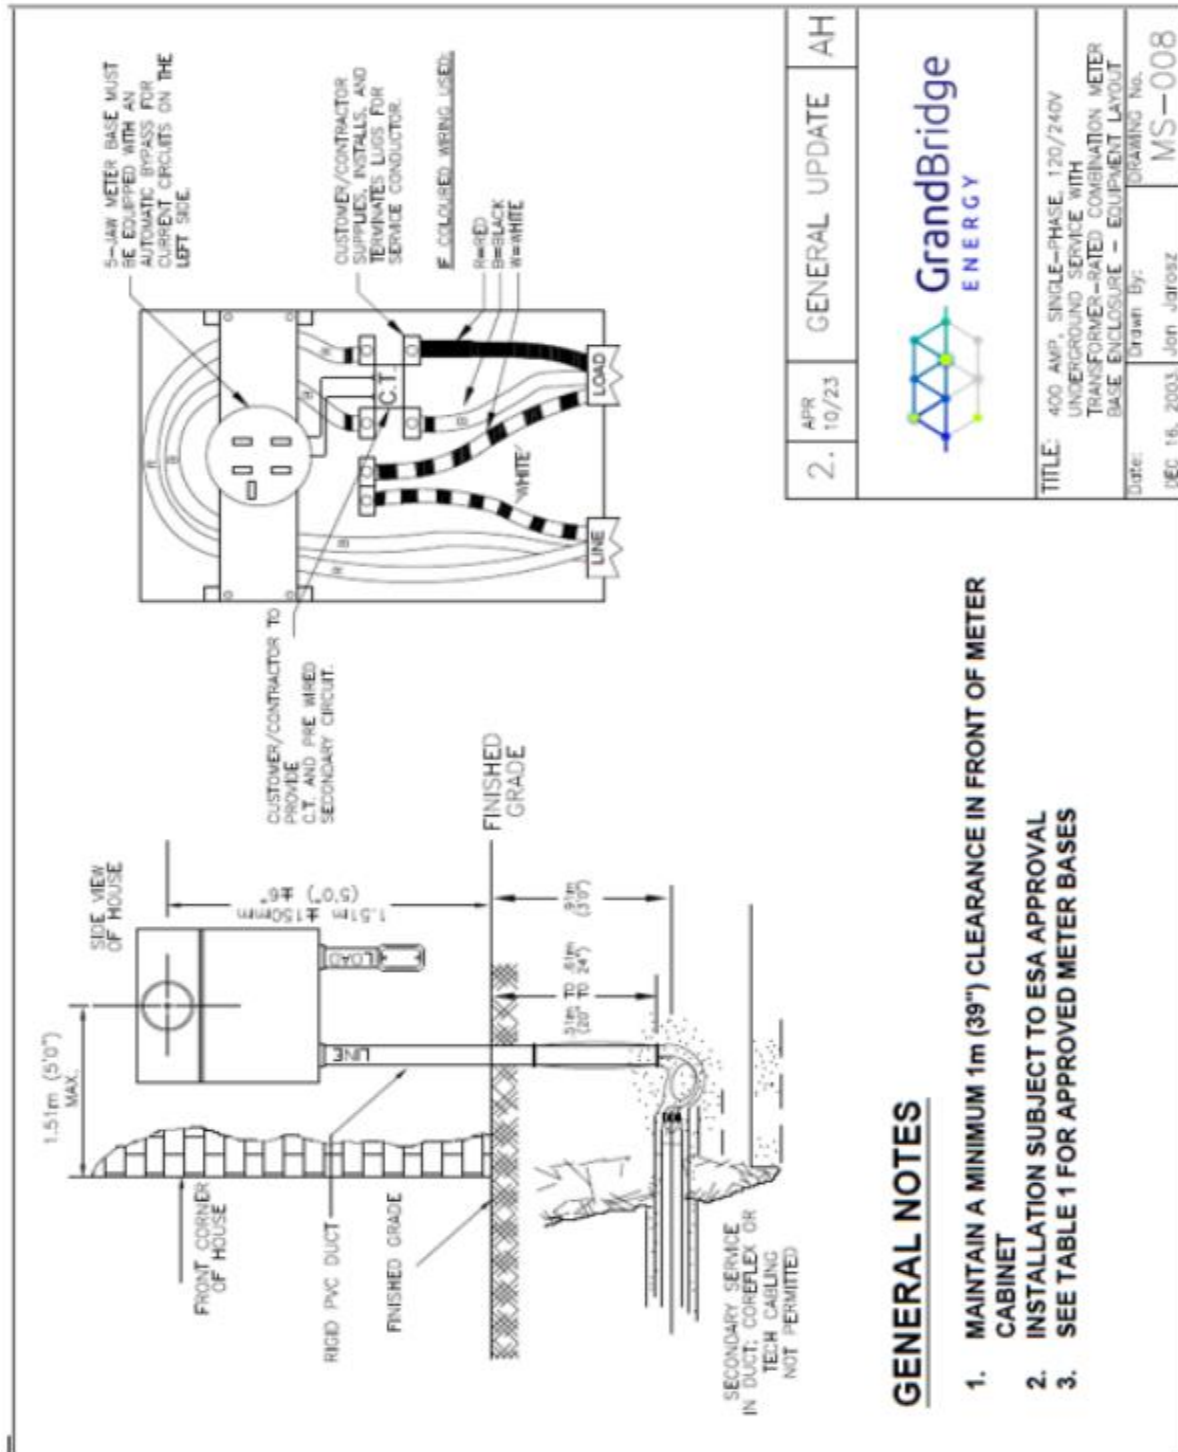 SIDE VIEW
OF HOUSE
1.51m (5'0")
MAX.
FRONT CORNER
OF HOUSE
1.51m ±150mm
(5'0") ±6"
LINE
LOAD
RIGID PVC DUCT
FINISHED GRADE
FINISHED
GRADE
.51m TO .61m
(20" TO 24")
.91m
(3'0")
SECONDARY SERVICE
IN DUCT; COREFLEX OR
TECH CABLING
NOT PERMITTED
5-JAW METER BASE MUST
BE EQUIPPED WITH AN
AUTOMATIC BYPASS FOR
CURRENT CIRCUITS ON THE
LEFT SIDE.
CUSTOMER/CONTRACTOR TO
PROVIDE
C.T. AND PRE WIRED
SECONDARY CIRCUIT.
CUSTOMER/CONTRACTOR
SUPPLIES, INSTALLS, AND
TERMINATES LUGS FOR
SERVICE CONDUCTOR.
IF COLOURED WIRING USED:
R=RED
B=BLACK
W=WHITE
R
B
R
B
R
B
C.T.
B
"WHITE"
LINE
LOAD
GENERAL NOTES
1. MAINTAIN A MINIMUM 1m (39") CLEARANCE IN FRONT OF METER
CABINET
2. INSTALLATION SUBJECT TO ESA APPROVAL
3. SEE TABLE 1 FOR APPROVED METER BASES
2.
APR
10/23
GENERAL UPDATE
AH
GrandBridge
ENERGY
TITLE: 400 AMP, SINGLE-PHASE, 120/240V
UNDERGROUND SERVICE WITH
TRANSFORMER-RATED COMBINATION METER
BASE ENCLOSURE - EQUIPMENT LAYOUT
Date:
DEC 16, 2003
Drawn By:
Jon Jarosz
DRAWING No.
MS-008